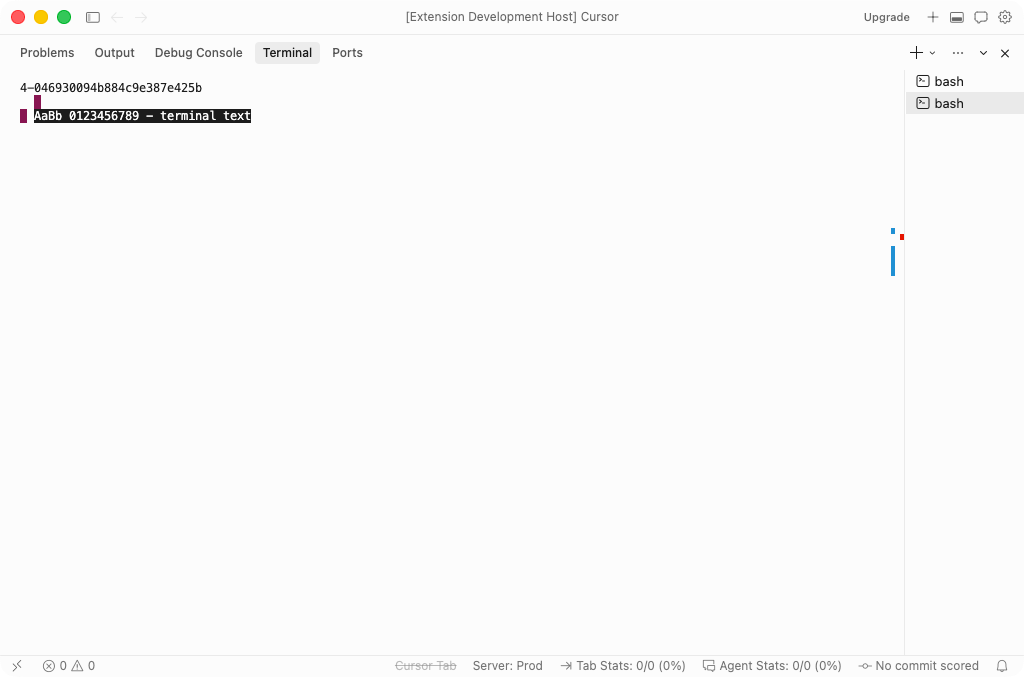 [Extension Development Host] Cursor
Upgrade
Problems Output Debug Console Terminal Ports
4-046930094b884c9e387e425b
AaBb 0123456789 – terminal text
bash
bash
0 0 Cursor Tab Server: Prod Tab Stats: 0/0 (0%) Agent Stats: 0/0 (0%) No commit scored